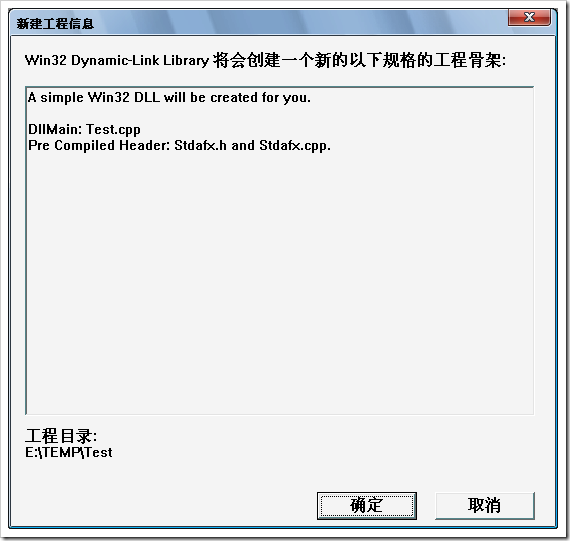 新建工程信息
Win32 Dynamic-Link Library 将会创建一个新的以下规格的工程骨架:
A simple Win32 DLL will be created for you.
DllMain: Test.cpp
Pre Compiled Header: Stdafx.h and Stdafx.cpp.
工程目录:
E:\TEMP\Test
确定
取消